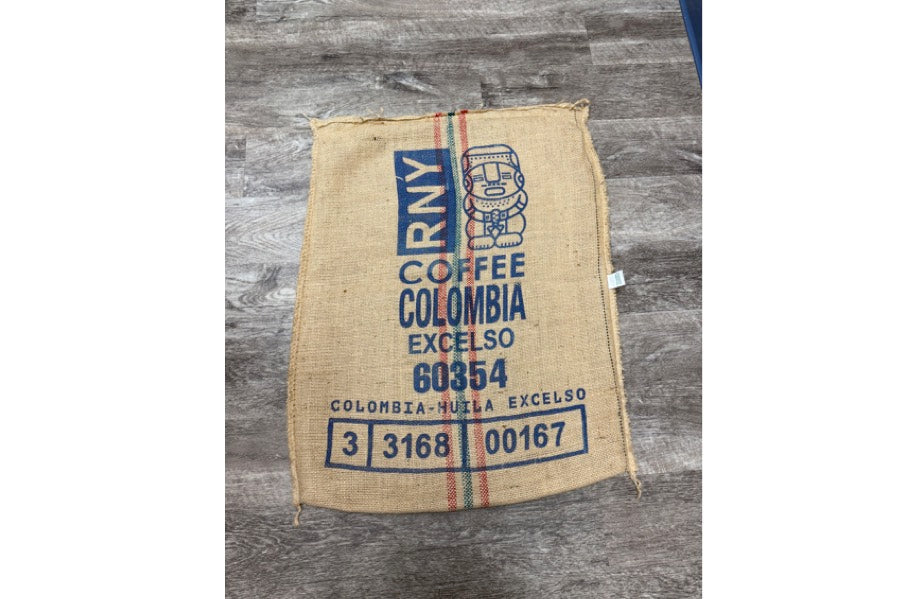 RNY
COFFEE
COLOMBIA
EXCELSO
60354
COLOMBIA-HUILA EXCELSO
3 3168 00167